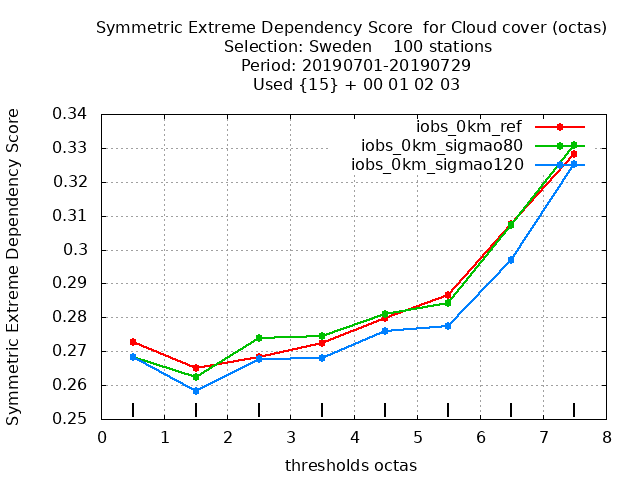 Symmetric Extreme Dependency Score  for Cloud cover (octas)
Selection: Sweden    100 stations
Period: 20190701-20190729
Used {15} + 00 01 02 03
Symmetric Extreme Dependency Score
0.34
0.33
0.32
0.31
0.3
0.29
0.28
0.27
0.26
0.25
iobs_0km_ref
iobs_0km_sigmao80
iobs_0km_sigmao120
0 1 2 3 4 5 6 7 8
thresholds octas